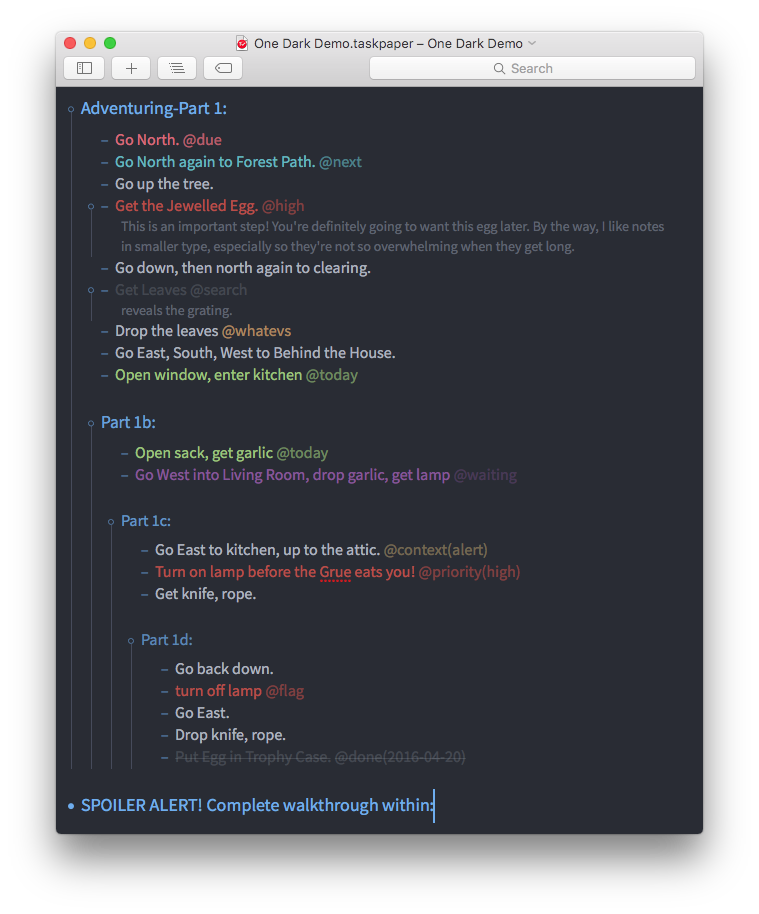 One Dark Demo.taskpaper – One Dark Demo
Search
Adventuring-Part 1:
– Go North. @due
– Go North again to Forest Path. @next
– Go up the tree.
– Get the Jewelled Egg. @high
This is an important step! You're definitely going to want this egg later. By the way, I like notes
in smaller type, especially so they're not so overwhelming when they get long.
– Go down, then north again to clearing.
– Get Leaves @search
reveals the grating.
– Drop the leaves @whatevs
– Go East, South, West to Behind the House.
– Open window, enter kitchen @today
Part 1b:
– Open sack, get garlic @today
– Go West into Living Room, drop garlic, get lamp @waiting
Part 1c:
– Go East to kitchen, up to the attic. @context(alert)
– Turn on lamp before the Grue eats you! @priority(high)
– Get knife, rope.
Part 1d:
– Go back down.
– turn off lamp @flag
– Go East.
– Drop knife, rope.
– Put Egg in Trophy Case. @done(2016-04-20)
SPOILER ALERT! Complete walkthrough within: